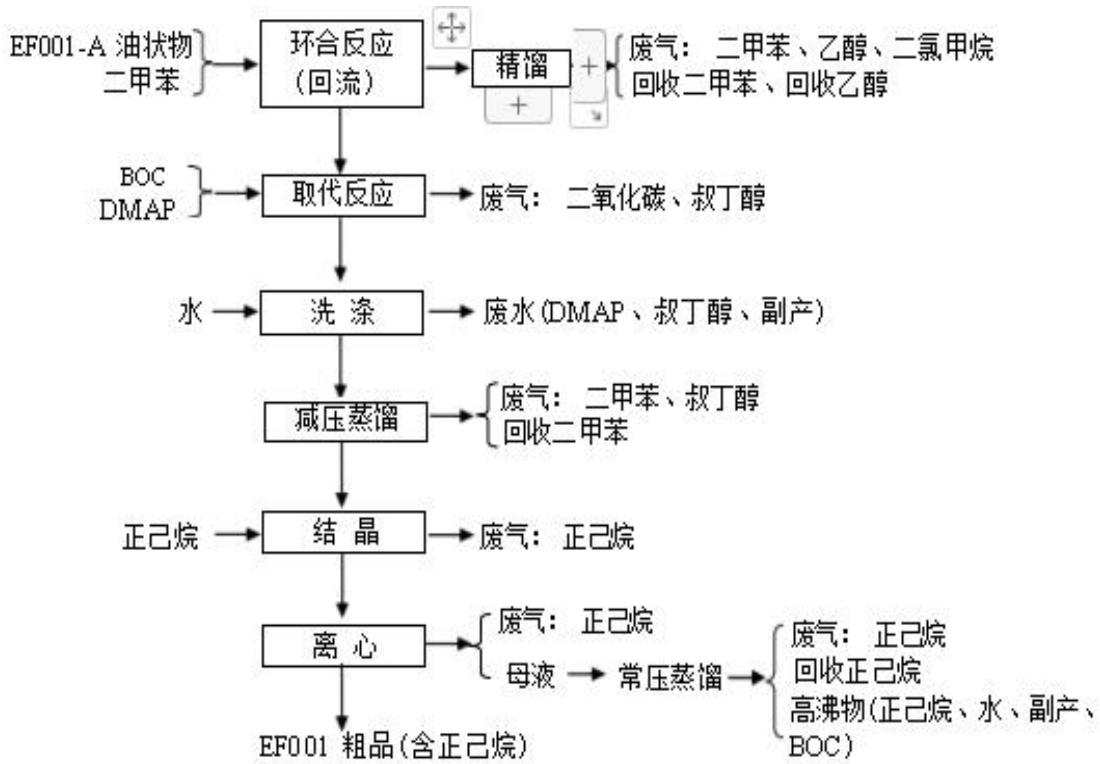 EF001-A 油状物
二甲苯
环合反应
(回流)
精馏
废气： 二甲苯、乙醇、二氯甲烷
回收二甲苯、回收乙醇
BOC
DMAP
取代反应
废气： 二氧化碳、叔丁醇
水
洗 涤
废水(DMAP、叔丁醇、副产)
减压蒸馏
废气： 二甲苯、叔丁醇
回收二甲苯
正己烷
结 晶
废气： 正己烷
离 心
废气： 正己烷
母液
常压蒸馏
废气： 正己烷
回收正己烷
高沸物(正己烷、水、副产、
BOC)
EF001 粗品(含正己烷)